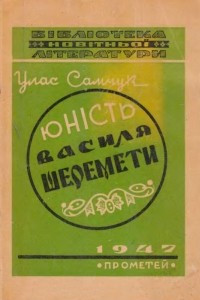 БІБЛІОТЕКА
НОВІТНЬОЇ
ЛІТЕРАТУРИ
Улас Самчук
ЮНІСТЬ
ВАСИЛЯ
ШЕРЕМЕТИ
1947
•ПРОМЕТЕЙ•